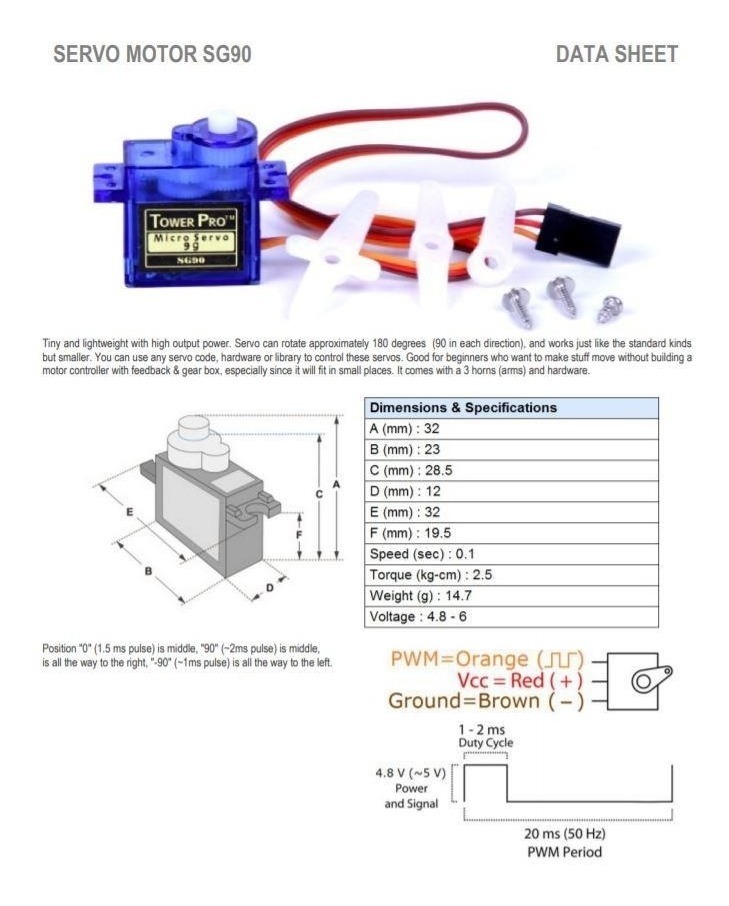 SERVO MOTOR SG90 DATA SHEET
TOWER PRO™
Micro Servo
9g
SG90
Tiny and lightweight with high output power. Servo can rotate approximately 180 degrees (90 in each direction), and works just like the standard kinds
but smaller. You can use any servo code, hardware or library to control these servos. Good for beginners who want to make stuff move without building a
motor controller with feedback & gear box, especially since it will fit in small places. It comes with a 3 horns (arms) and hardware.
Dimensions & Specifications
A (mm) : 32
B (mm) : 23
C (mm) : 28.5
D (mm) : 12
E (mm) : 32
F (mm) : 19.5
Speed (sec) : 0.1
Torque (kg-cm) : 2.5
Weight (g) : 14.7
Voltage : 4.8 - 6
A
C
E
F
B
D
Position "0" (1.5 ms pulse) is middle, "90" (~2ms pulse) is middle,
is all the way to the right, "-90" (~1ms pulse) is all the way to the left.
PWM=Orange (⎍⎍)
Vcc = Red (+)
Ground=Brown (−)
1 - 2 ms
Duty Cycle
4.8 V (~5 V)
Power
and Signal
20 ms (50 Hz)
PWM Period